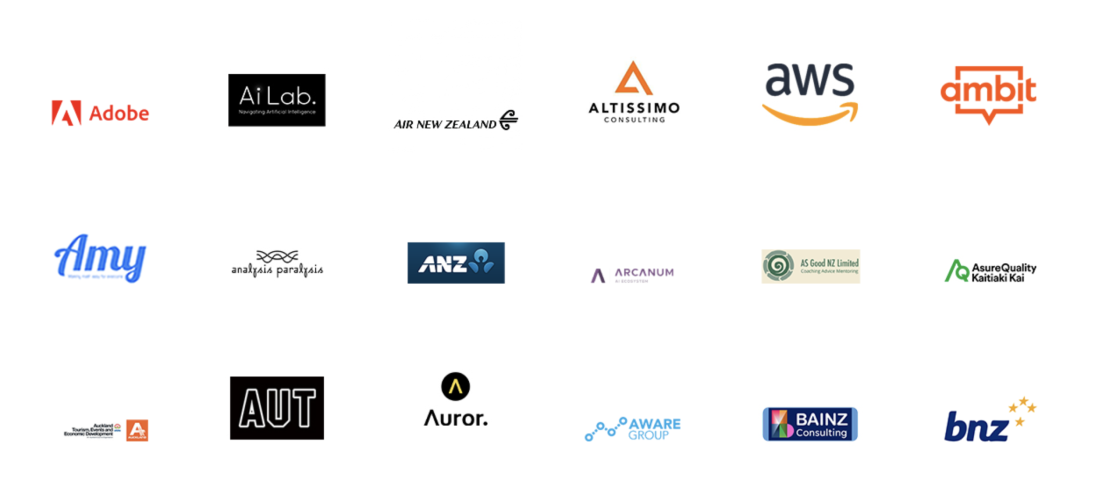 Adobe
Ai Lab.
Navigating Artificial Intelligence
AIR NEW ZEALAND
ALTISSIMO
CONSULTING
aws
ambit
Amy
analysis paralysis
ANZ
ARCANUM
AI ECOSYSTEM
AS Good NZ Limited
Coaching Advice Mentoring
AsureQuality
Kaitiaki Kai
Auckland
Tourism, Events and
Economic Development
AUT
Auror.
AWARE
GROUP
BAINZ
Consulting
bnz